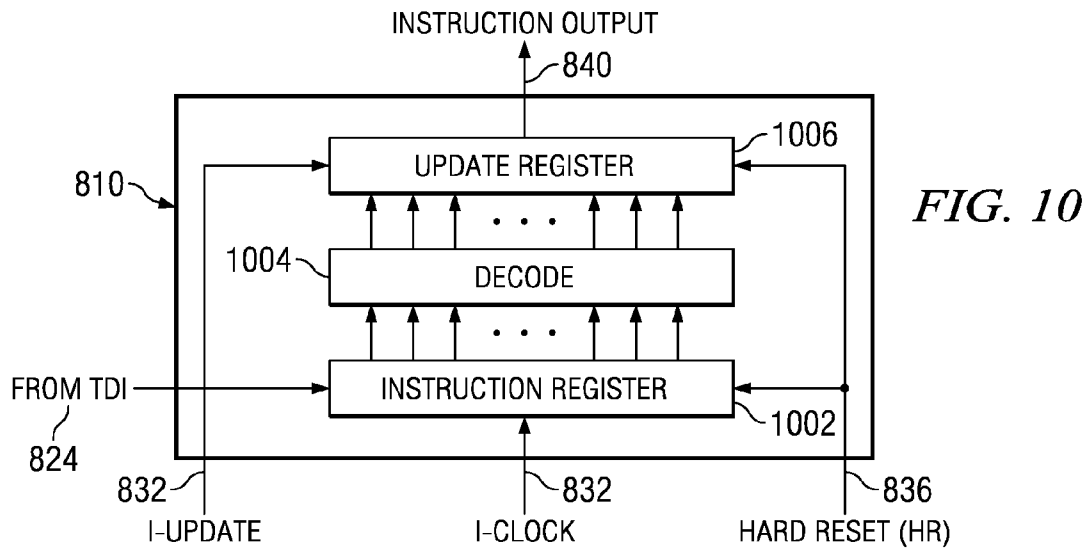 INSTRUCTION OUTPUT
840
1006
UPDATE REGISTER
810
FIG. 10
1004
DECODE
FROM TDI
INSTRUCTION REGISTER
1002
824
832
832
836
I-UPDATE
I-CLOCK
HARD RESET (HR)